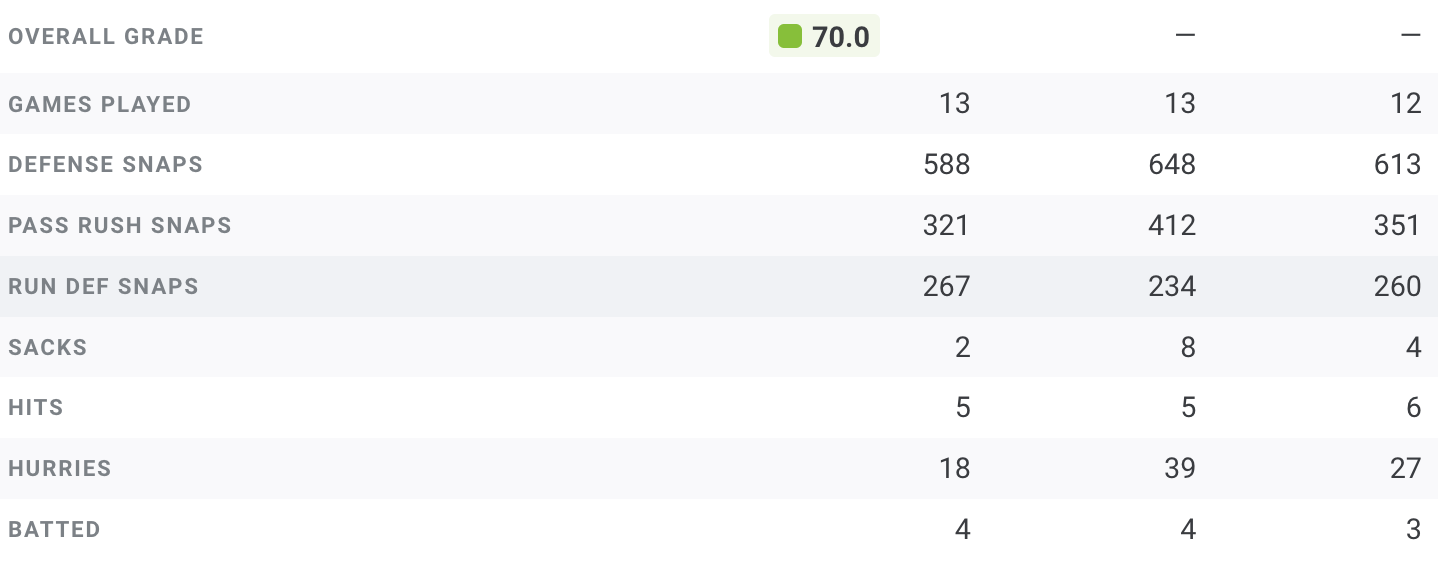 OVERALL GRADE 70.0 — —
GAMES PLAYED 13 13 12
DEFENSE SNAPS 588 648 613
PASS RUSH SNAPS 321 412 351
RUN DEF SNAPS 267 234 260
SACKS 2 8 4
HITS 5 5 6
HURRIES 18 39 27
BATTED 4 4 3